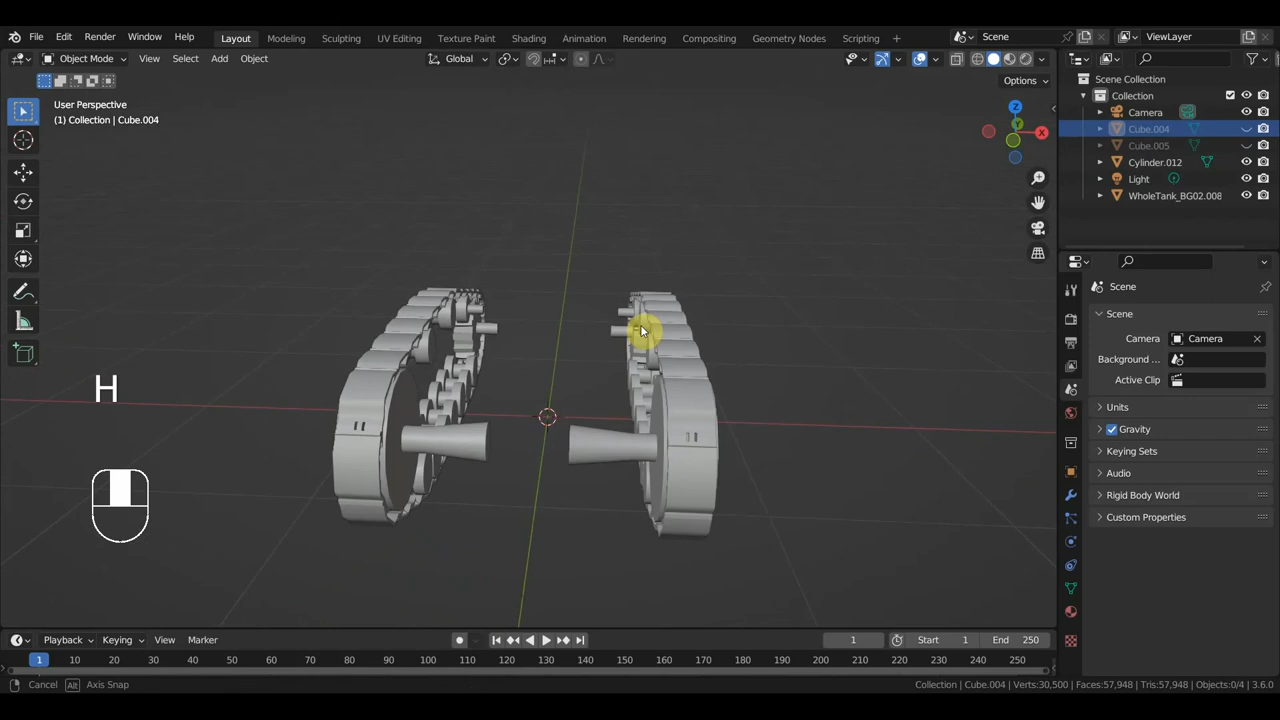 File Edit Render Window Help Layout Modeling Sculpting UV Editing Texture Paint Shading Animation Rendering Compositing Geometry Nodes Scripting + Scene ViewLayer
Object Mode View Select Add Object Global Scene Collection
Options Collection
User Perspective Camera
(1) Collection | Cube.004 Cube.004
Cube.005
Cylinder.012
Light
WholeTank_BG02.008
X
Y
Z
Scene
Scene
Camera Camera
Background ...
Active Clip
Units
Gravity
Keying Sets
Audio
Rigid Body World
Custom Properties
H
Playback Keying View Marker 1 Start 1 End 250
1 10 20 30 40 50 60 70 80 90 100 110 120 130 140 150 160 170 180 190 200 210 220 230 240 250
Cancel Alt Axis Snap Collection | Cube.004 | Verts:30,500 | Faces:57,948 | Tris:57,948 | Objects:0/4 | 3.6.0